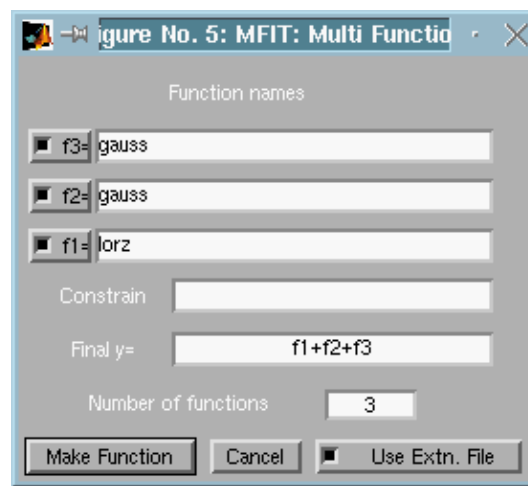 igure No. 5: MFIT: Multi Functio
Function names
f3= gauss
f2= gauss
f1= lorz
Constrain
Final y= f1+f2+f3
Number of functions 3
Make Function Cancel Use Extn. File